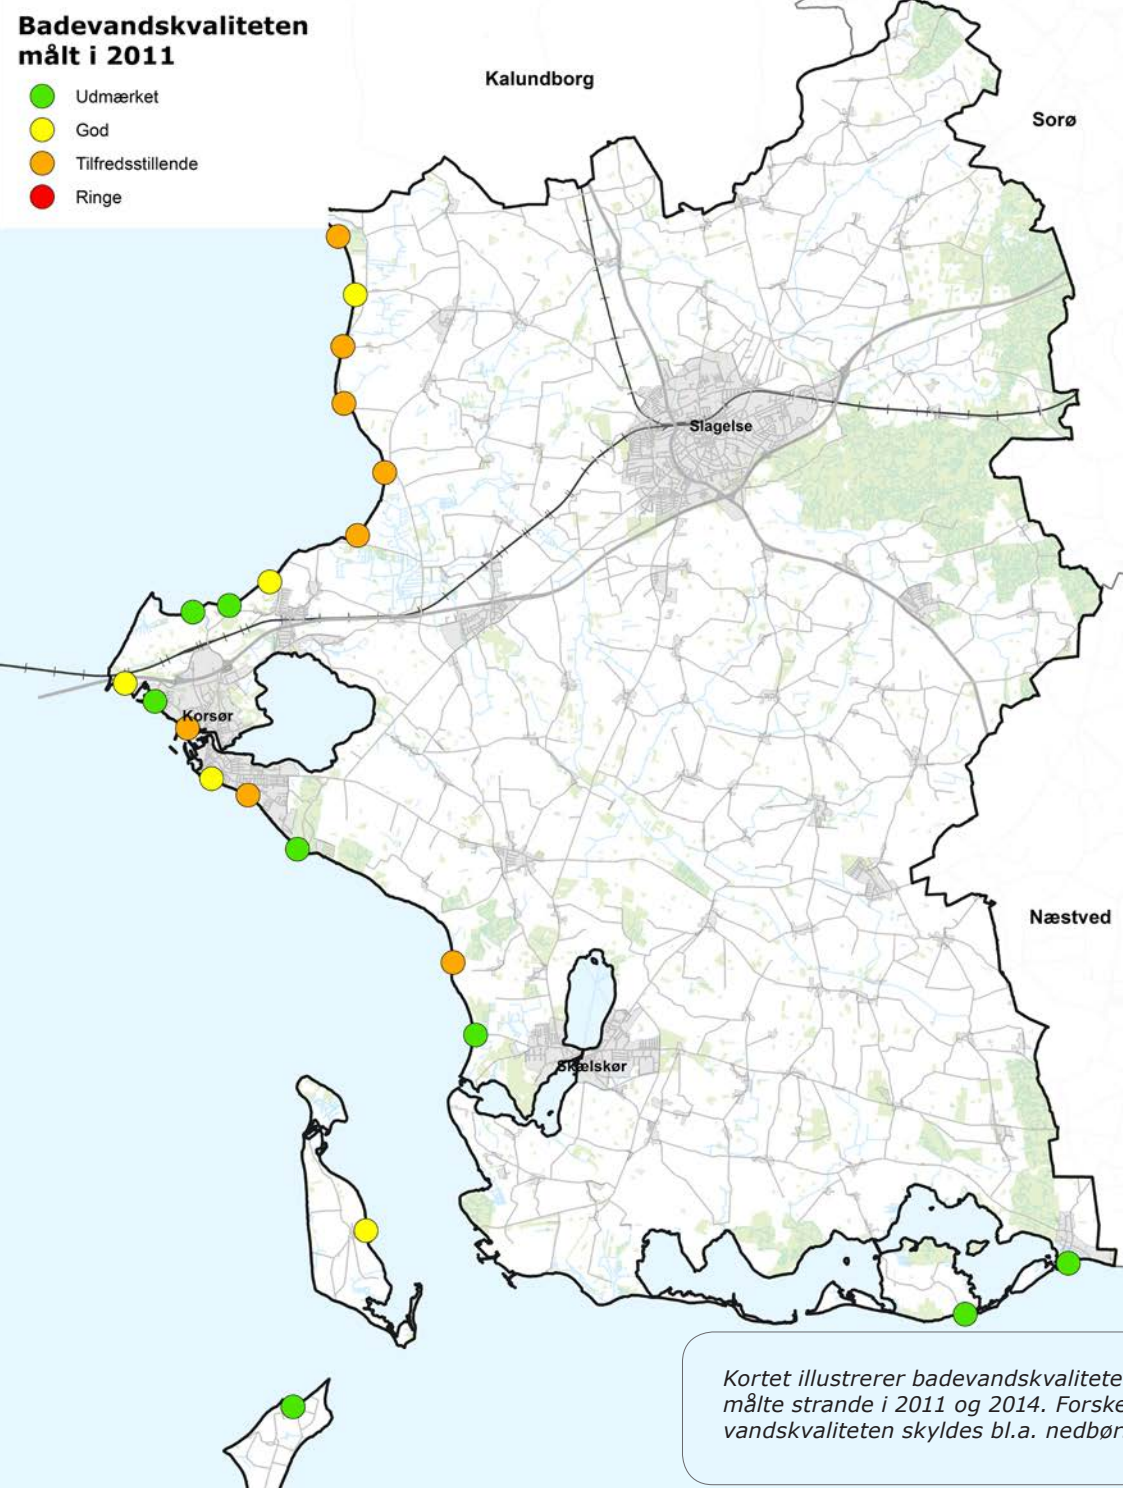 Badevandskvaliteten
målt i 2011
Udmærket
God
Tilfredsstillende
Ringe
Kalundborg
Sorø
Slagelse
Korsør
Næstved
Skælskør
Kortet illustrerer badevandskvalitete
målte strande i 2011 og 2014. Forske
vandskvaliteten skyldes bl.a. nedbør